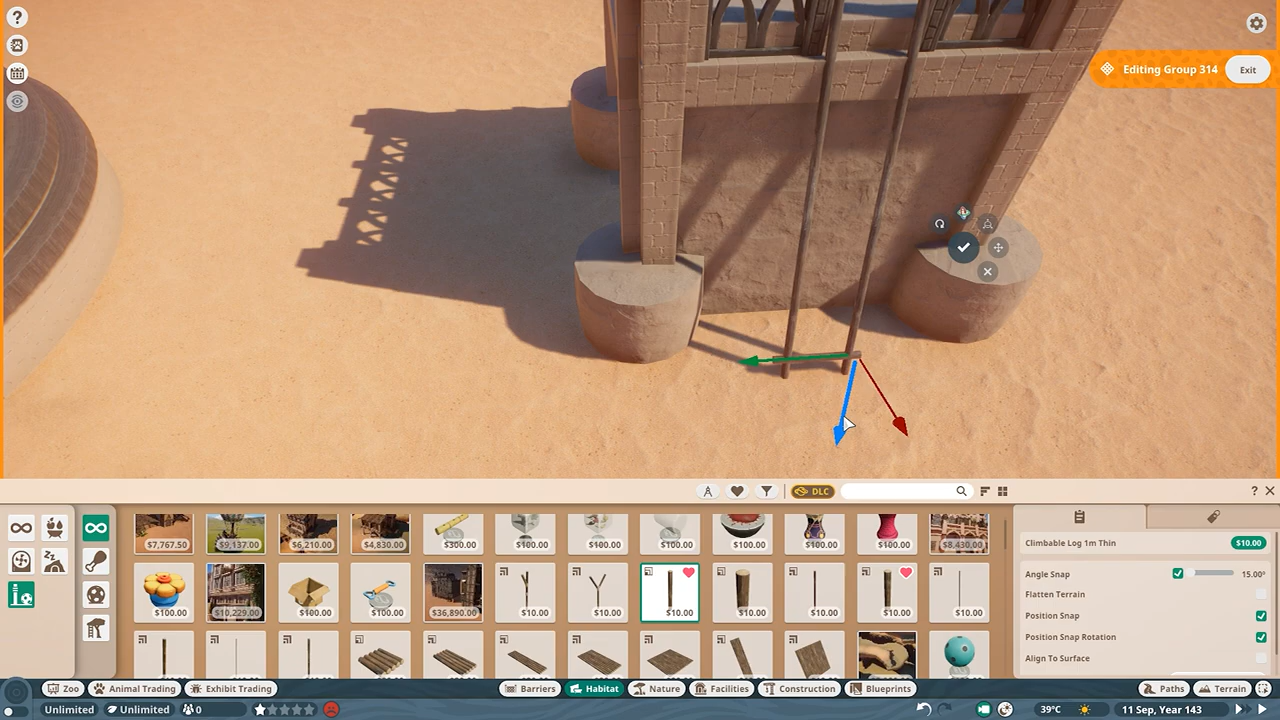 ?
Editing Group 314 Exit
DLC
? ✕
$7,767.50 $9,137.00 $6,210.00 $4,830.00 $300.00 $100.00 $100.00 $100.00 $100.00 $100.00 $100.00 $8,430.00
Climbable Log 1m Thin $10.00
Angle Snap 15.00°
Flatten Terrain
$100.00 $10,229.00 $100.00 $100.00 $36,890.00 $10.00 $10.00 $10.00 $10.00 $10.00 $10.00 $10.00
Position Snap
Position Snap Rotation
Align To Surface
Zoo Animal Trading Exhibit Trading Barriers Habitat Nature Facilities Construction Blueprints Paths Terrain
Unlimited Unlimited 0 39°C 11 Sep, Year 143